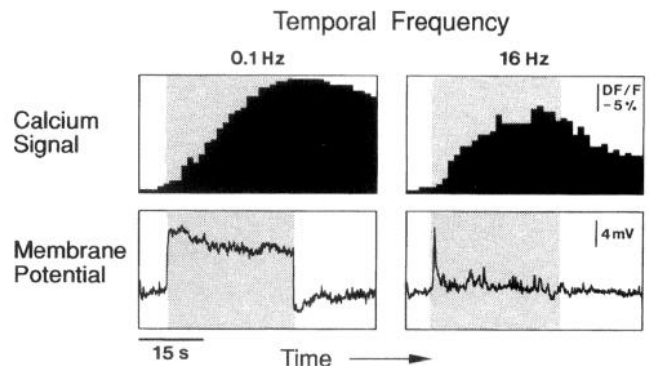 Temporal Frequency
0.1 Hz
16 Hz
Calcium
Signal
DF/F
-5%
Membrane
Potential
4 mV
15 s
Time